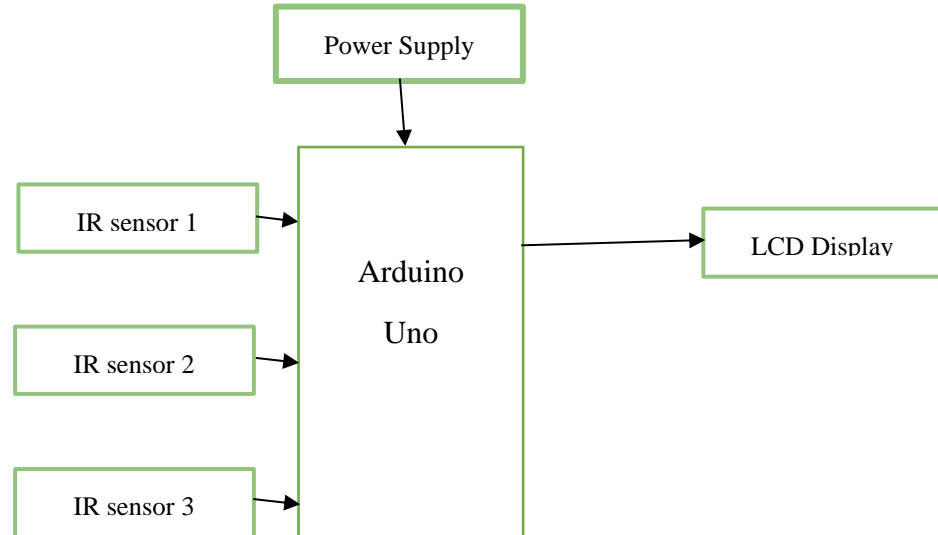 Power Supply
IR sensor 1
LCD Display
Arduino
Uno
IR sensor 2
IR sensor 3